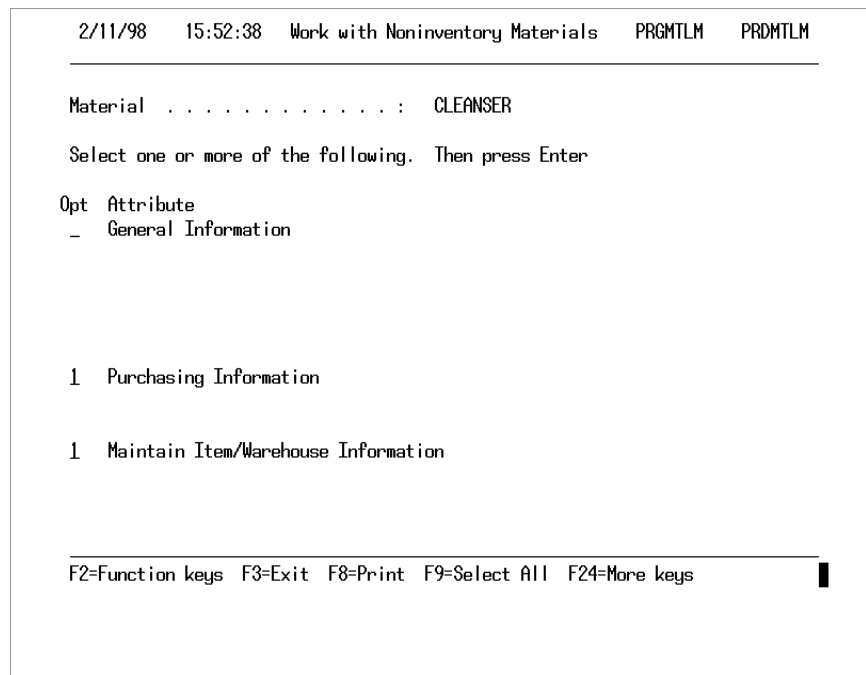 2/11/98 15:52:38 Work with Noninventory Materials PRGMTLM PRDMTLM
Material . . . . . . . . . . . . . : CLEANSER
Select one or more of the following. Then press Enter
Opt Attribute
_ General Information
1 Purchasing Information
1 Maintain Item/Warehouse Information
F2=Function keys F3=Exit F8=Print F9=Select All F24=More keys